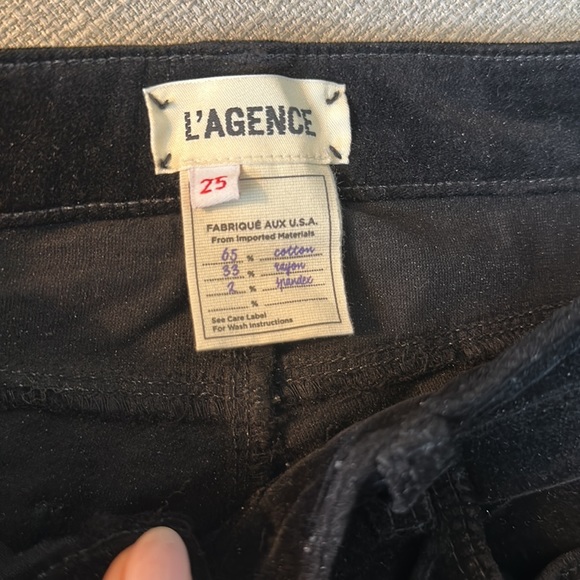 L'AGENCE
25
FABRIQUÉ AUX U.S.A.
From Imported Materials
65 % cotton
33 % rayon
2 % spandex
%
See Care Label
For Wash Instructions